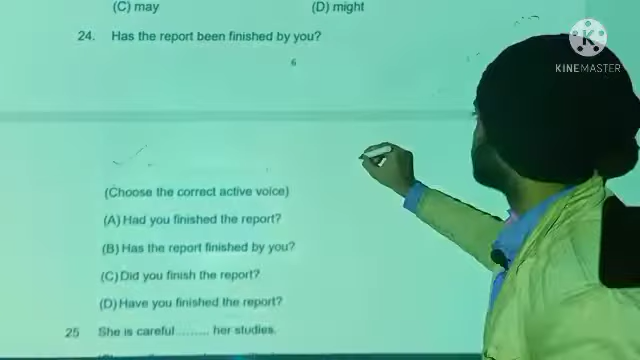 (C) may (D) might
24. Has the report been finished by you?
6
KINEMASTER
(Choose the correct active voice)
(A) Had you finished the report?
(B) Has the report finished by you?
(C) Did you finish the report?
(D) Have you finished the report?
25 She is careful ......... her studies.